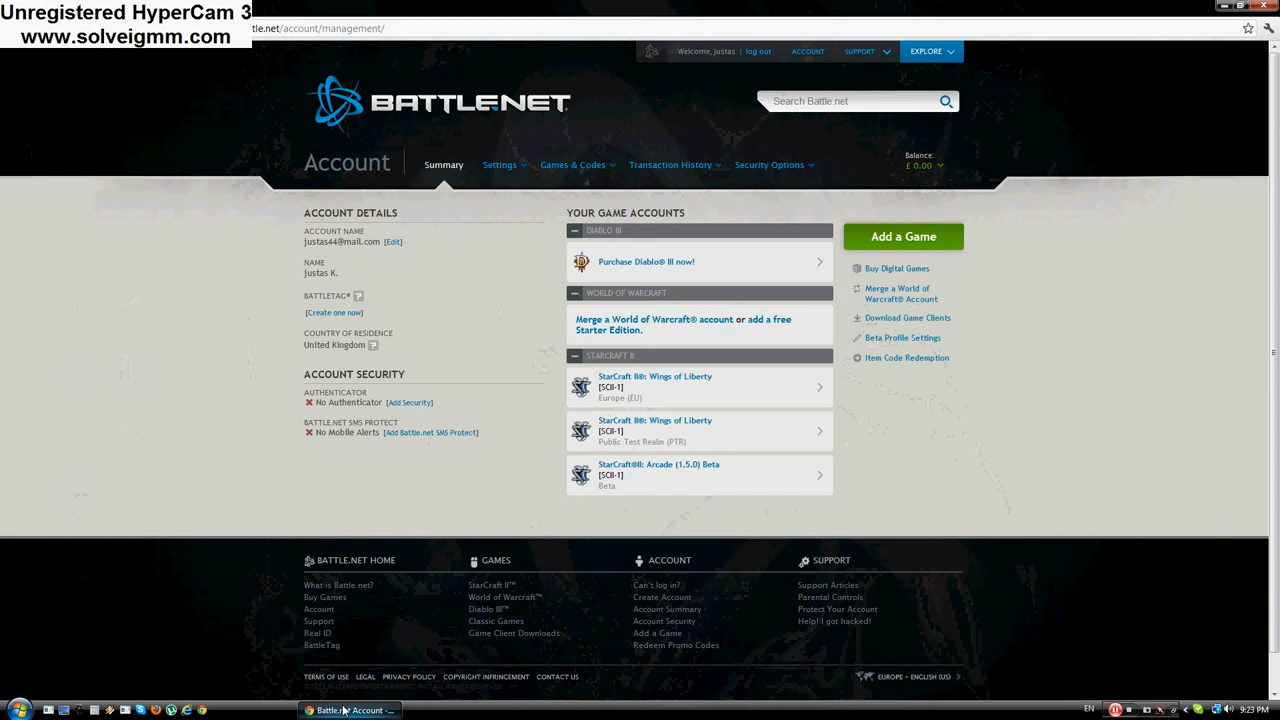 Unregistered HyperCam 3
www.solveigmm.com
tle.net/account/management/
Welcome, justas | log out
ACCOUNT
SUPPORT
EXPLORE
BATTLE.NET
Search Battle.net
Account
Summary
Settings
Games & Codes
Transaction History
Security Options
Balance:
£ 0.00
ACCOUNT DETAILS
ACCOUNT NAME
justas44@mail.com [Edit]
NAME
justas K.
BATTLETAG® ?
[Create one now]
COUNTRY OF RESIDENCE
United Kingdom ?
ACCOUNT SECURITY
AUTHENTICATOR
No Authenticator [Add Security]
BATTLE.NET SMS PROTECT
No Mobile Alerts [Add Battle.net SMS Protect]
YOUR GAME ACCOUNTS
DIABLO III
Purchase Diablo® III now!
WORLD OF WARCRAFT
Merge a World of Warcraft® account or add a free
Starter Edition.
STARCRAFT II
StarCraft II®: Wings of Liberty
[SCII-1]
Europe (EU)
StarCraft II®: Wings of Liberty
[SCII-1]
Public Test Realm (PTR)
StarCraft®II: Arcade (1.5.0) Beta
[SCII-1]
Beta
Add a Game
Buy Digital Games
Merge a World of
Warcraft® Account
Download Game Clients
Beta Profile Settings
Item Code Redemption
BATTLE.NET HOME
What is Battle.net?
Buy Games
Account
Support
Real ID
BattleTag
GAMES
StarCraft II™
World of Warcraft™
Diablo III™
Classic Games
Game Client Downloads
ACCOUNT
Can't log in?
Create Account
Account Summary
Account Security
Add a Game
Redeem Promo Codes
SUPPORT
Support Articles
Parental Controls
Protect Your Account
Help! I got hacked!
TERMS OF USE
LEGAL
PRIVACY POLICY
COPYRIGHT INFRINGEMENT
CONTACT US
EUROPE - ENGLISH (US)
Battle.net Account -...
EN
9:23 PM